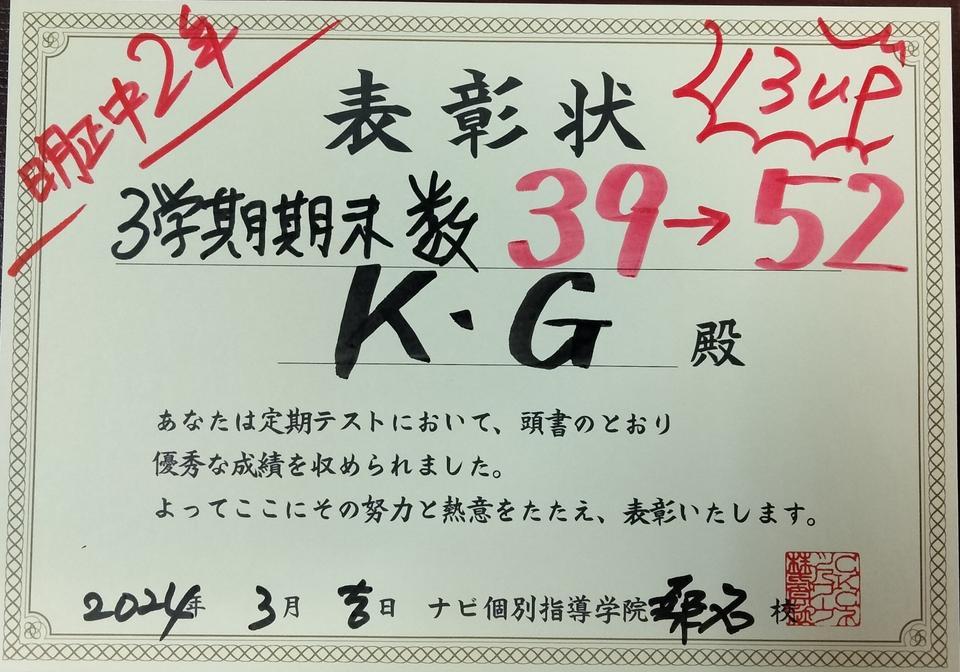 明正中2年
13up
表彰状
3学期期末 数 39→52
K・G 殿
あなたは定期テストにおいて、頭書のとおり
優秀な成績を収められました。
よってここにその努力と熱意をたたえ、表彰いたします。
2024年 3月 吉日 ナビ個別指導学院 桑名 校